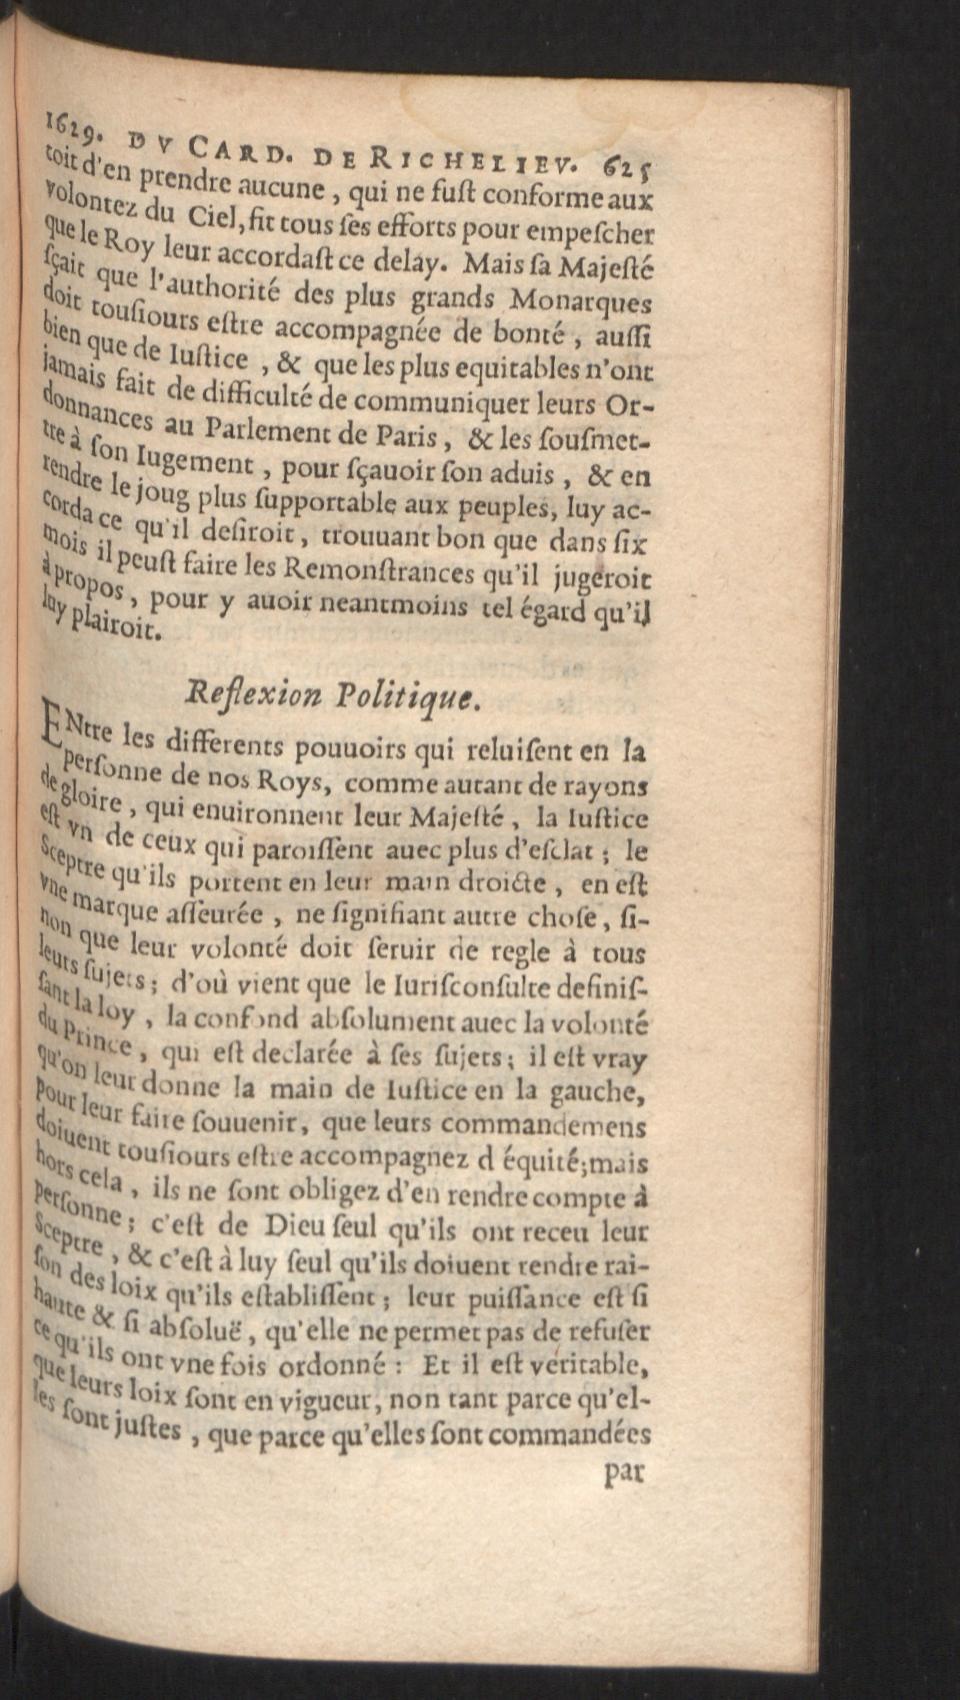 1629. DV CARD. DE RICHELIEV. 625
toit d'en prendre aucune, qui ne fuſt conforme aux
volontez du Ciel, fit tous ſes efforts pour empeſcher
que le Roy leur accordaſt ce delay. Mais ſa Majeſté
ſçait que l'authorité des plus grands Monarques
doit touſiours eſtre accompagnée de bonté, auſſi
bien que de Iuſtice, & que les plus equitables n'ont
jamais fait de difficulté de communiquer leurs Or-
donnances au Parlement de Paris, & les ſouſmet-
tre à ſon Iugement, pour ſçauoir ſon aduis, & en
rendre le joug plus ſupportable aux peuples, luy ac-
corda ce qu'il deſiroit, trouuant bon que dans ſix
mois il peuſt faire les Remonſtrances qu'il jugeroit
à propos, pour y auoir neantmoins tel égard qu'il
luy plairoit.
Reflexion Politique.
ENtre les differents pouuoirs qui reluiſent en la
perſonne de nos Roys, comme autant de rayons
de gloire, qui enuironnent leur Majeſté, la Iuſtice
eſt vn de ceux qui paroiſſent auec plus d'eſclat; le
Sceptre qu'ils portent en leur main droicte, en eſt
vne marque aſſeurée, ne ſignifiant autre choſe, ſi-
non que leur volonté doit ſeruir de regle à tous
leurs ſujets; d'où vient que le Iuriſconſulte definiſ-
ſant la loy, la confond abſolument auec la volonté
du Prince, qui eſt declarée à ſes ſujets; il eſt vray
qu'on leur donne la main de Iuſtice en la gauche,
pour leur faire ſouuenir, que leurs commandemens
doiuent touſiours eſtre accompagnez d équité; mais
hors cela, ils ne ſont obligez d'en rendre compte à
perſonne; c'eſt de Dieu ſeul qu'ils ont receu leur
Sceptre, & c'eſt à luy ſeul qu'ils doiuent rendre rai-
ſon des loix qu'ils eſtabliſſent; leur puiſſance eſt ſi
haute & ſi abſoluë, qu'elle ne permet pas de refuſer
ce qu'ils ont vne fois ordonné: Et il eſt veritable,
que leurs loix ſont en vigueur, non tant parce qu'el-
les ſont juſtes, que parce qu'elles ſont commandées
par